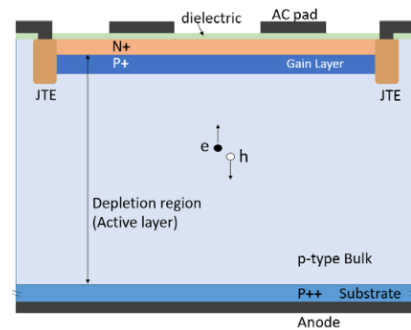 dielectric
AC pad
N+
P+
Gain Layer
JTE
JTE
e
h
Depletion region
(Active layer)
p-type Bulk
P++ Substrate
Anode